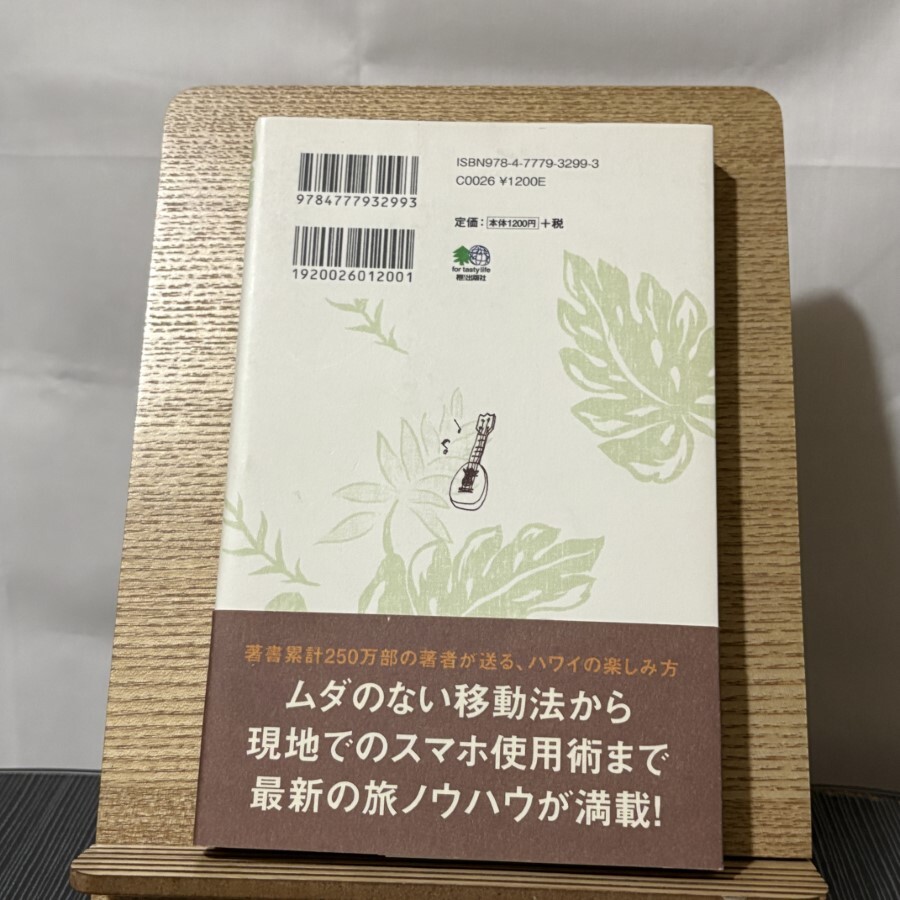 9784777932993
1920026012001
ISBN978-4-7779-3299-3
C0026 ¥1200E
定価：本体1200円＋税
for tasty life
枻出版社
著書累計250万部の著者が送る、ハワイの楽しみ方
ムダのない移動法から
現地でのスマホ使用術まで
最新の旅ノウハウが満載！